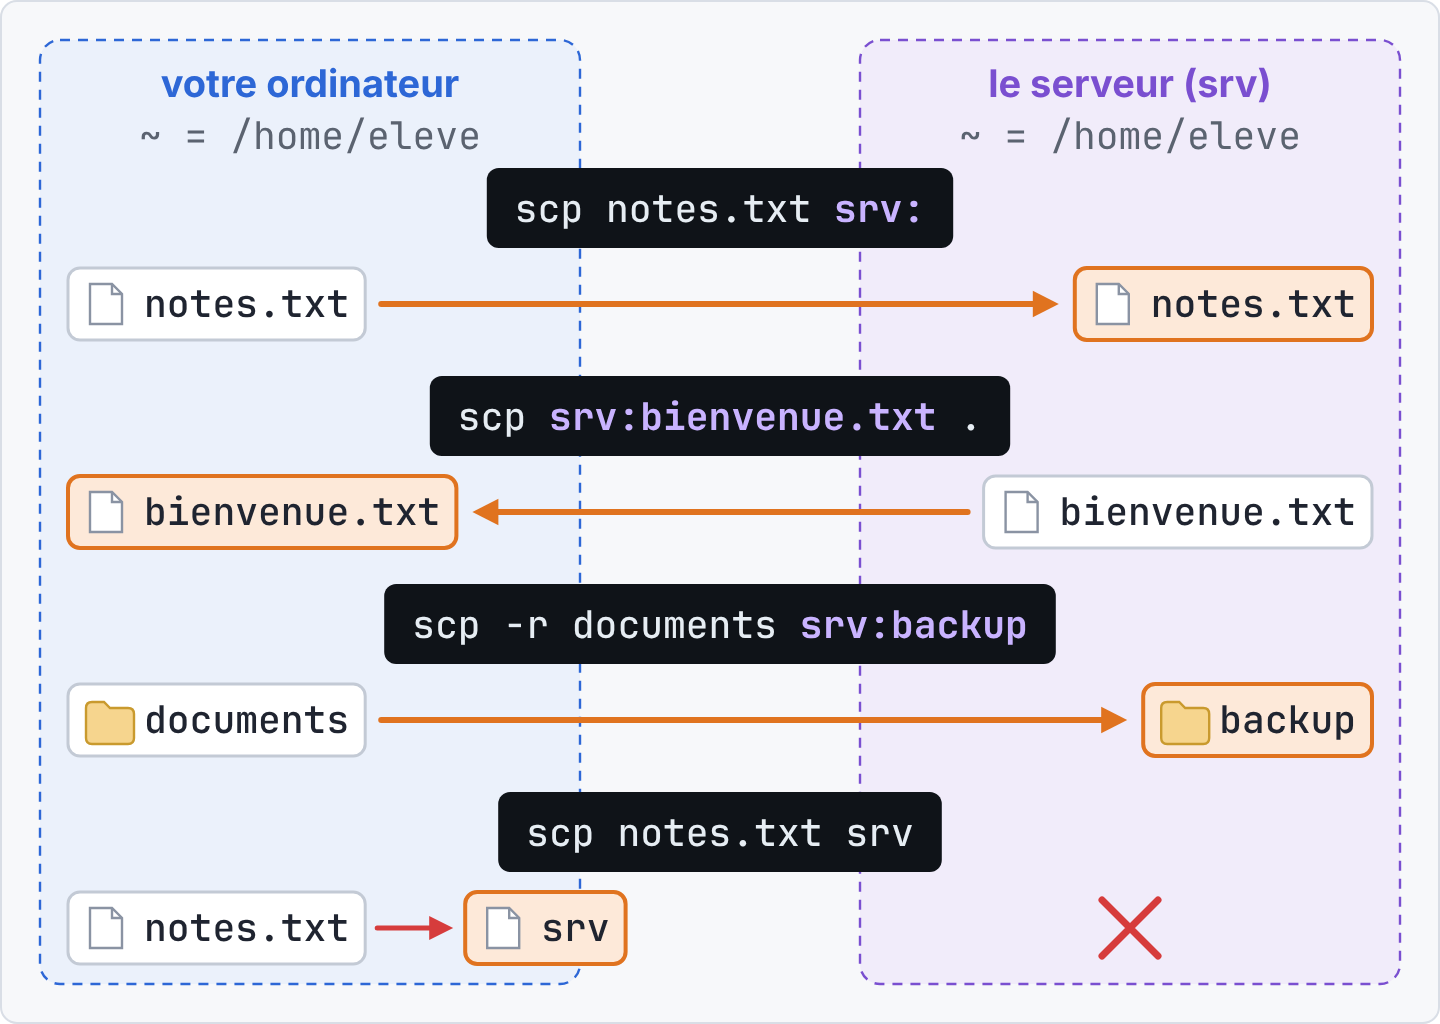 votre ordinateur
~ = /home/eleve
le serveur (srv)
~ = /home/eleve
scp notes.txt srv:
notes.txt
notes.txt
scp srv:bienvenue.txt .
bienvenue.txt
bienvenue.txt
scp -r documents srv:backup
documents
backup
scp notes.txt srv
notes.txt
srv